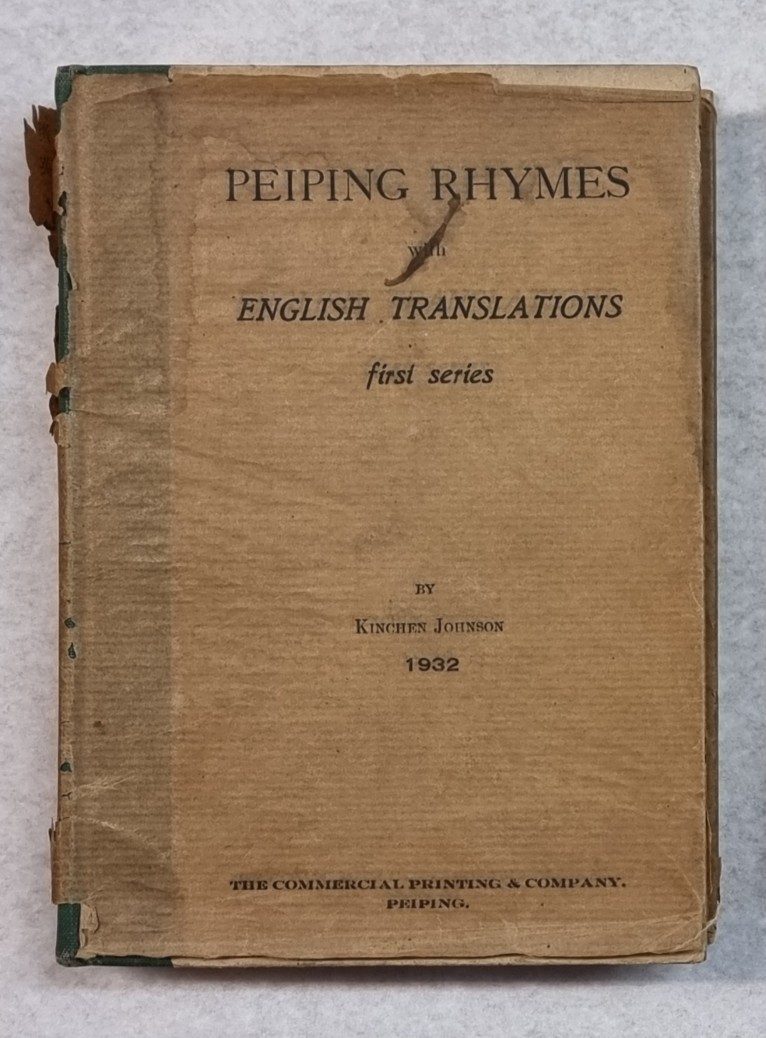 PEIPING RHYMES
with
ENGLISH TRANSLATIONS
first series
BY
KINCHEN JOHNSON
1932
THE COMMERCIAL PRINTING & COMPANY.
PEIPING.